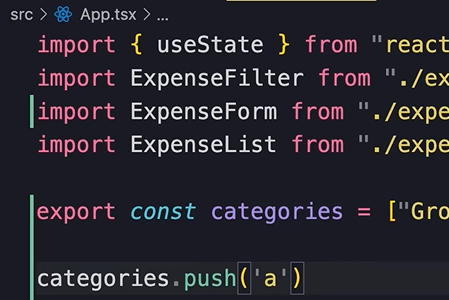 src > App.tsx > ...
import { useState } from "react
import ExpenseFilter from "./ex
import ExpenseForm from "./expe
import ExpenseList from "./expe
export const categories = ["Gro
categories.push('a')